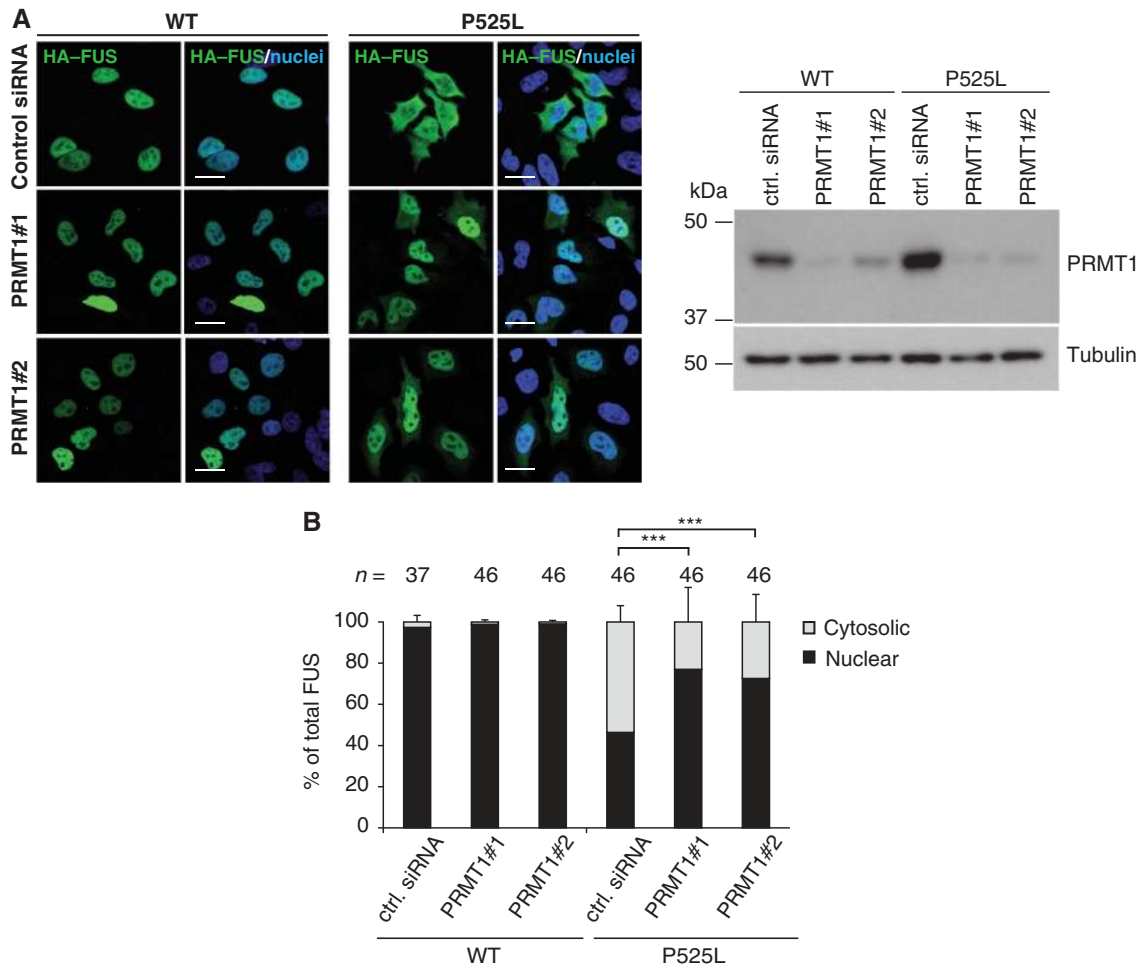 A
WT
P525L
Control siRNA
HA–FUS
HA–FUS/nuclei
HA–FUS
HA–FUS/nuclei
PRMT1#1
PRMT1#2
WT
P525L
ctrl. siRNA
PRMT1#1
PRMT1#2
ctrl. siRNA
PRMT1#1
PRMT1#2
kDa
50
PRMT1
37
50
Tubulin
B
***
***
n = 37 46 46 46 46 46
% of total FUS
100
80
60
40
20
0
Cytosolic
Nuclear
ctrl. siRNA
PRMT1#1
PRMT1#2
ctrl. siRNA
PRMT1#1
PRMT1#2
WT
P525L